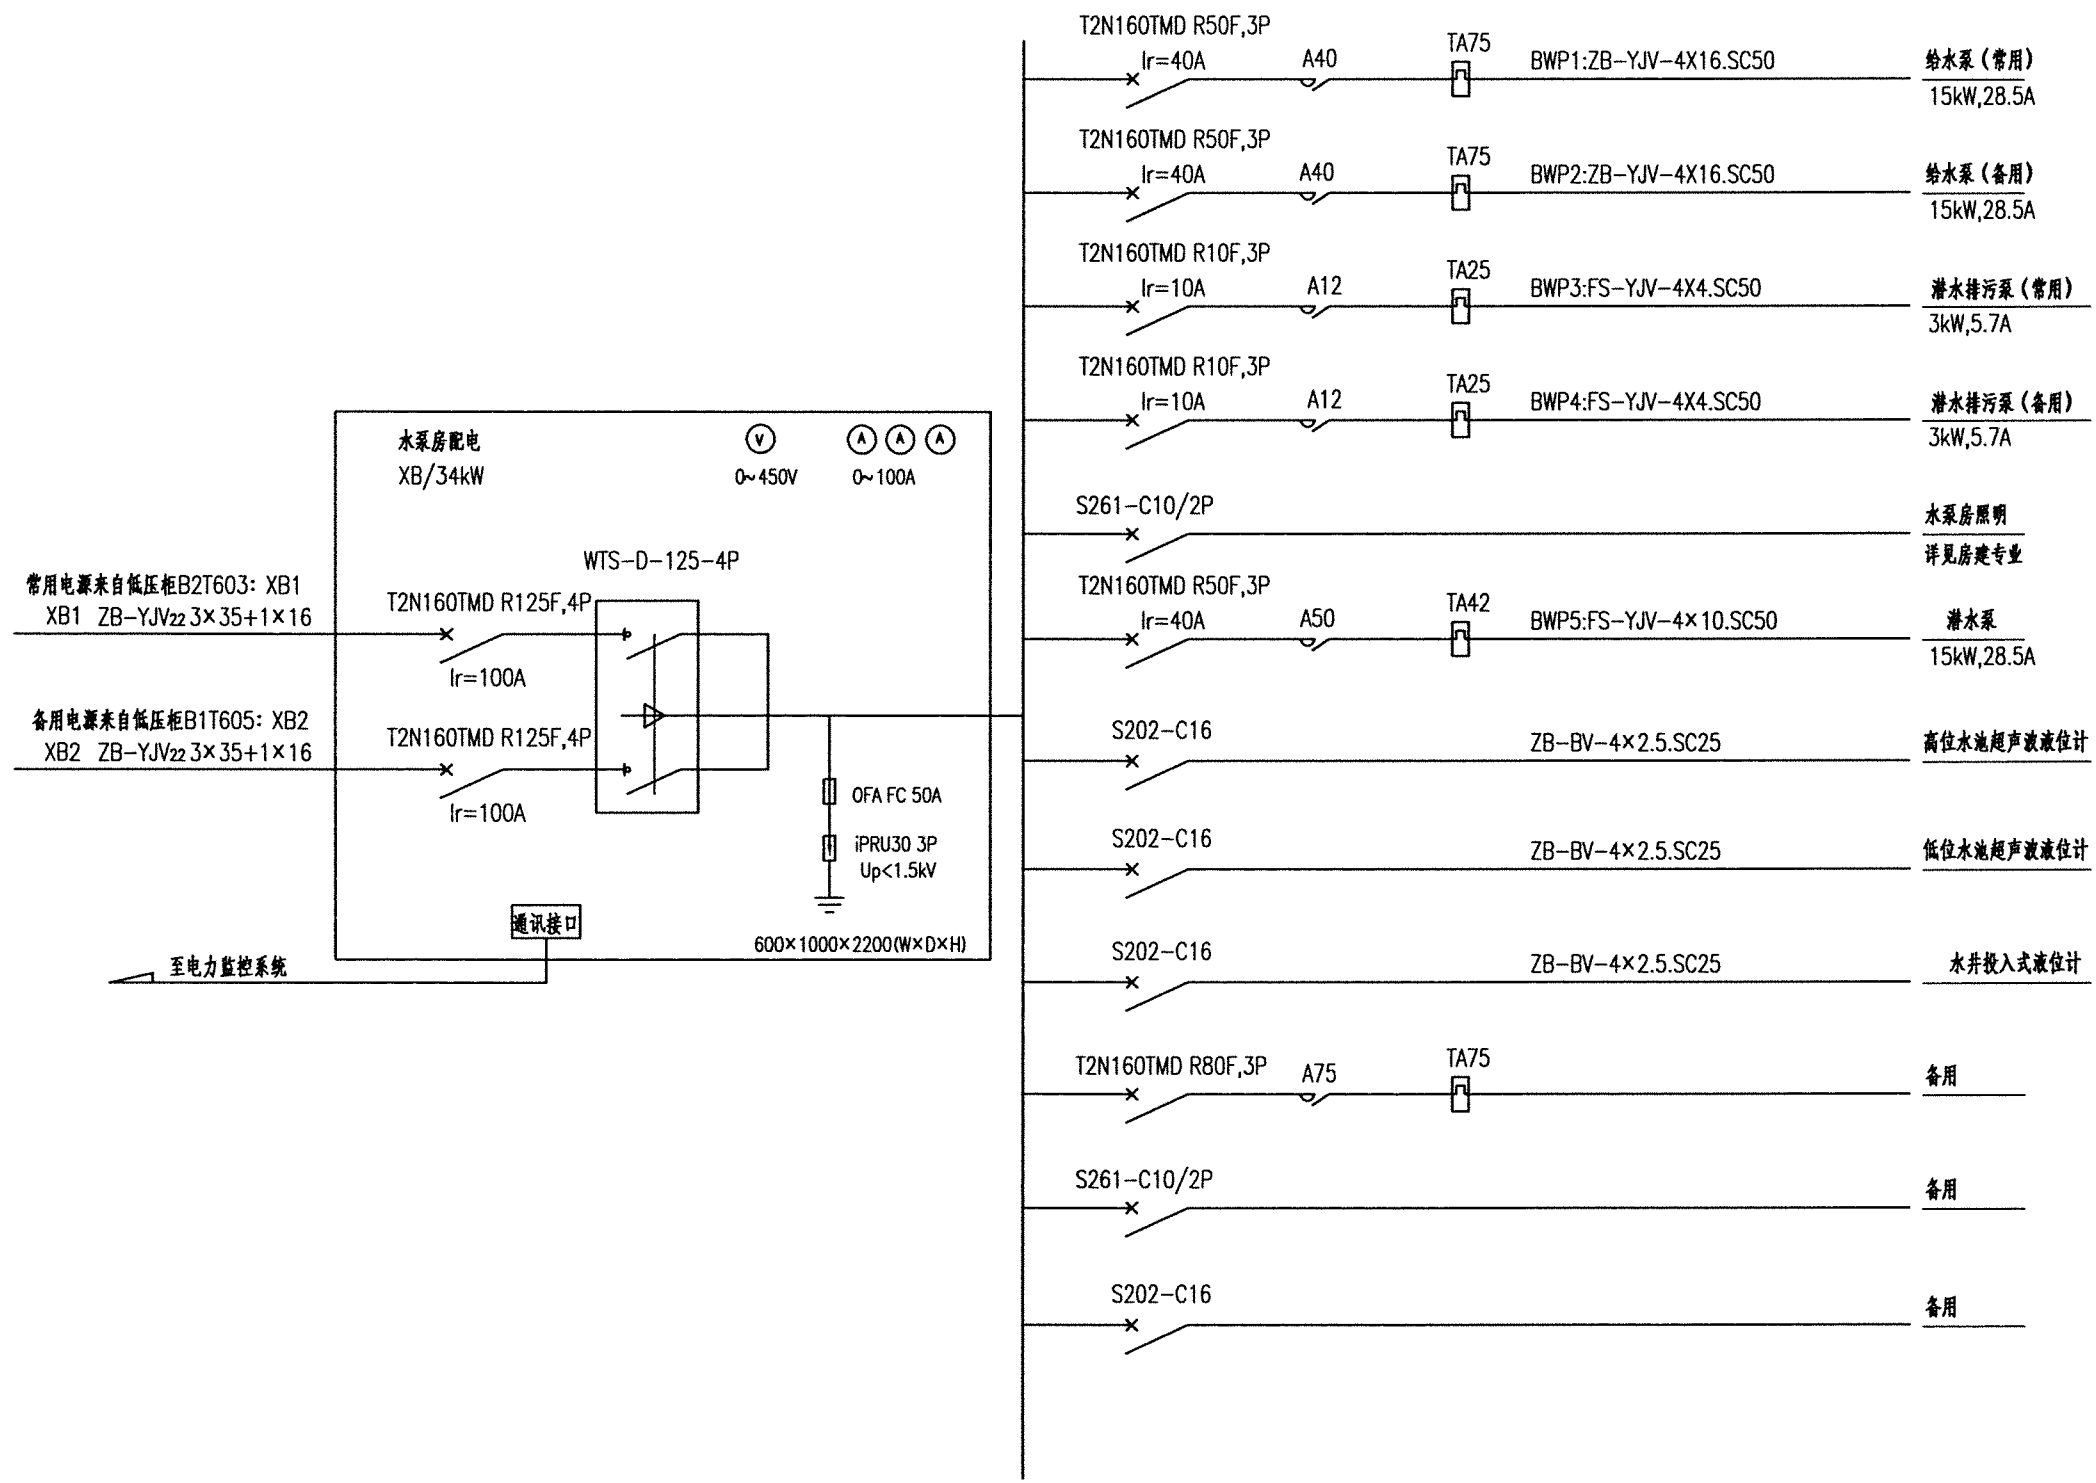 水泵房配电
XB/34kW
V
A A A
0~450V
0~100A
WTS-D-125-4P
常用电源来自低压柜B2T603: XB1
XB1 ZB-YJV22 3×35+1×16
T2N160TMD R125F,4P
Ir=100A
备用电源来自低压柜B1T605: XB2
XB2 ZB-YJV22 3×35+1×16
T2N160TMD R125F,4P
Ir=100A
OFA FC 50A
iPRU30 3P
Up<1.5kV
通讯接口
600×1000×2200(W×D×H)
至电力监控系统
T2N160TMD R50F,3P
Ir=40A A40 TA75 BWP1:ZB-YJV-4X16.SC50 给水泵（常用）
15kW,28.5A
T2N160TMD R50F,3P
Ir=40A A40 TA75 BWP2:ZB-YJV-4X16.SC50 给水泵（备用）
15kW,28.5A
T2N160TMD R10F,3P
Ir=10A A12 TA25 BWP3:FS-YJV-4X4.SC50 潜水排污泵（常用）
3kW,5.7A
T2N160TMD R10F,3P
Ir=10A A12 TA25 BWP4:FS-YJV-4X4.SC50 潜水排污泵（备用）
3kW,5.7A
S261-C10/2P 水泵房照明
详见房建专业
T2N160TMD R50F,3P
Ir=40A A50 TA42 BWP5:FS-YJV-4×10.SC50 潜水泵
15kW,28.5A
S202-C16 ZB-BV-4×2.5.SC25 高位水池超声波液位计
S202-C16 ZB-BV-4×2.5.SC25 低位水池超声波液位计
S202-C16 ZB-BV-4×2.5.SC25 水井投入式液位计
T2N160TMD R80F,3P A75 TA75 备用
S261-C10/2P 备用
S202-C16 备用